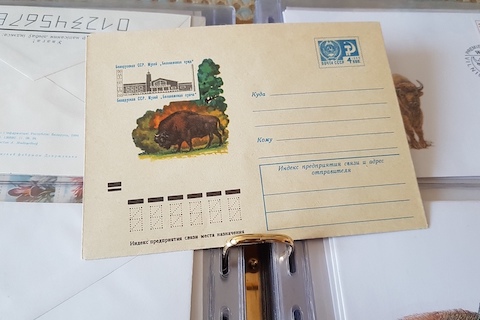 012345678
Белорусская ССР. Музей „Беловежская пуща“
Белорусская ССР. Музей „Беловежская пуща“
ПОЧТА СССР
4
КОП
Куда
Кому
Индекс предприятия связи и адрес
отправителя
Индекс предприятия связи места назначения